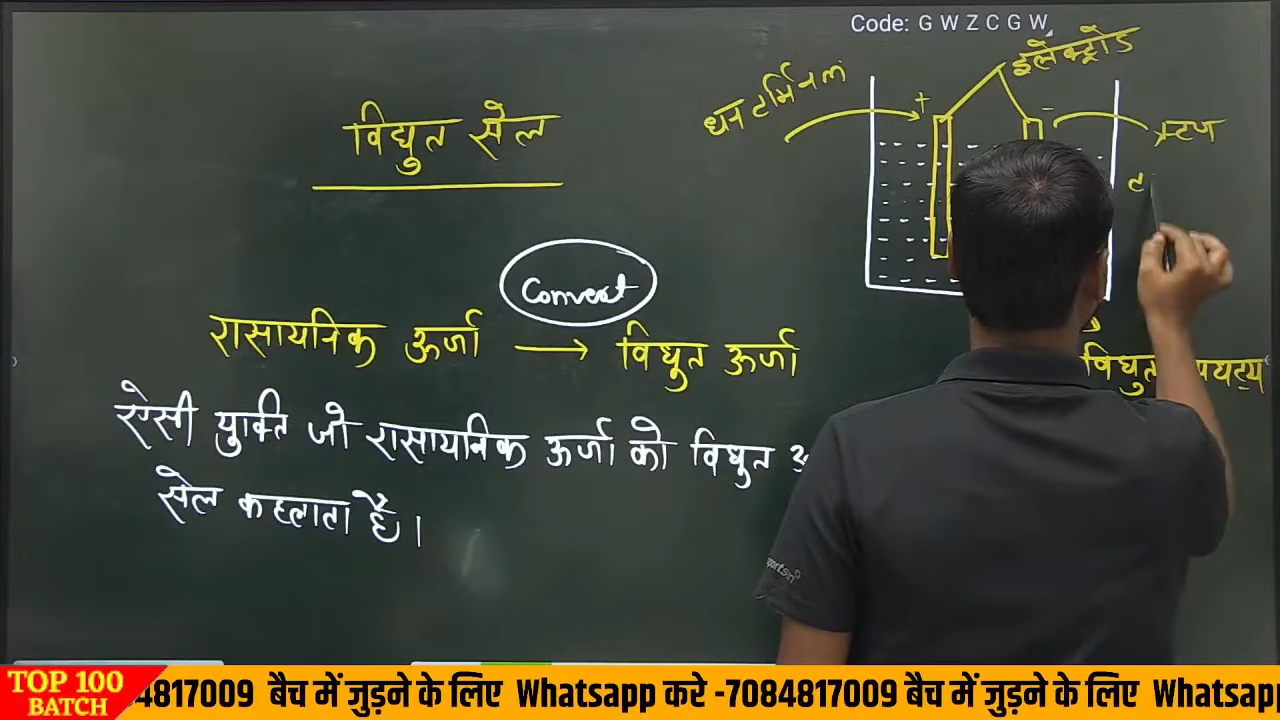 Code: G W Z C G W
इलेक्ट्रोड
धन टर्मिनल
+
-
ऋण
विद्युत सेल
Convert
रासायनिक ऊर्जा → विद्युत ऊर्जा
विद्युत
ऐसी युक्ति जो रासायनिक ऊर्जा को विद्युत
सेल कहलाता है।
TOP 100
BATCH
4817009 बैच में जुड़ने के लिए Whatsapp करे -7084817009 बैच में जुड़ने के लिए Whatsapp